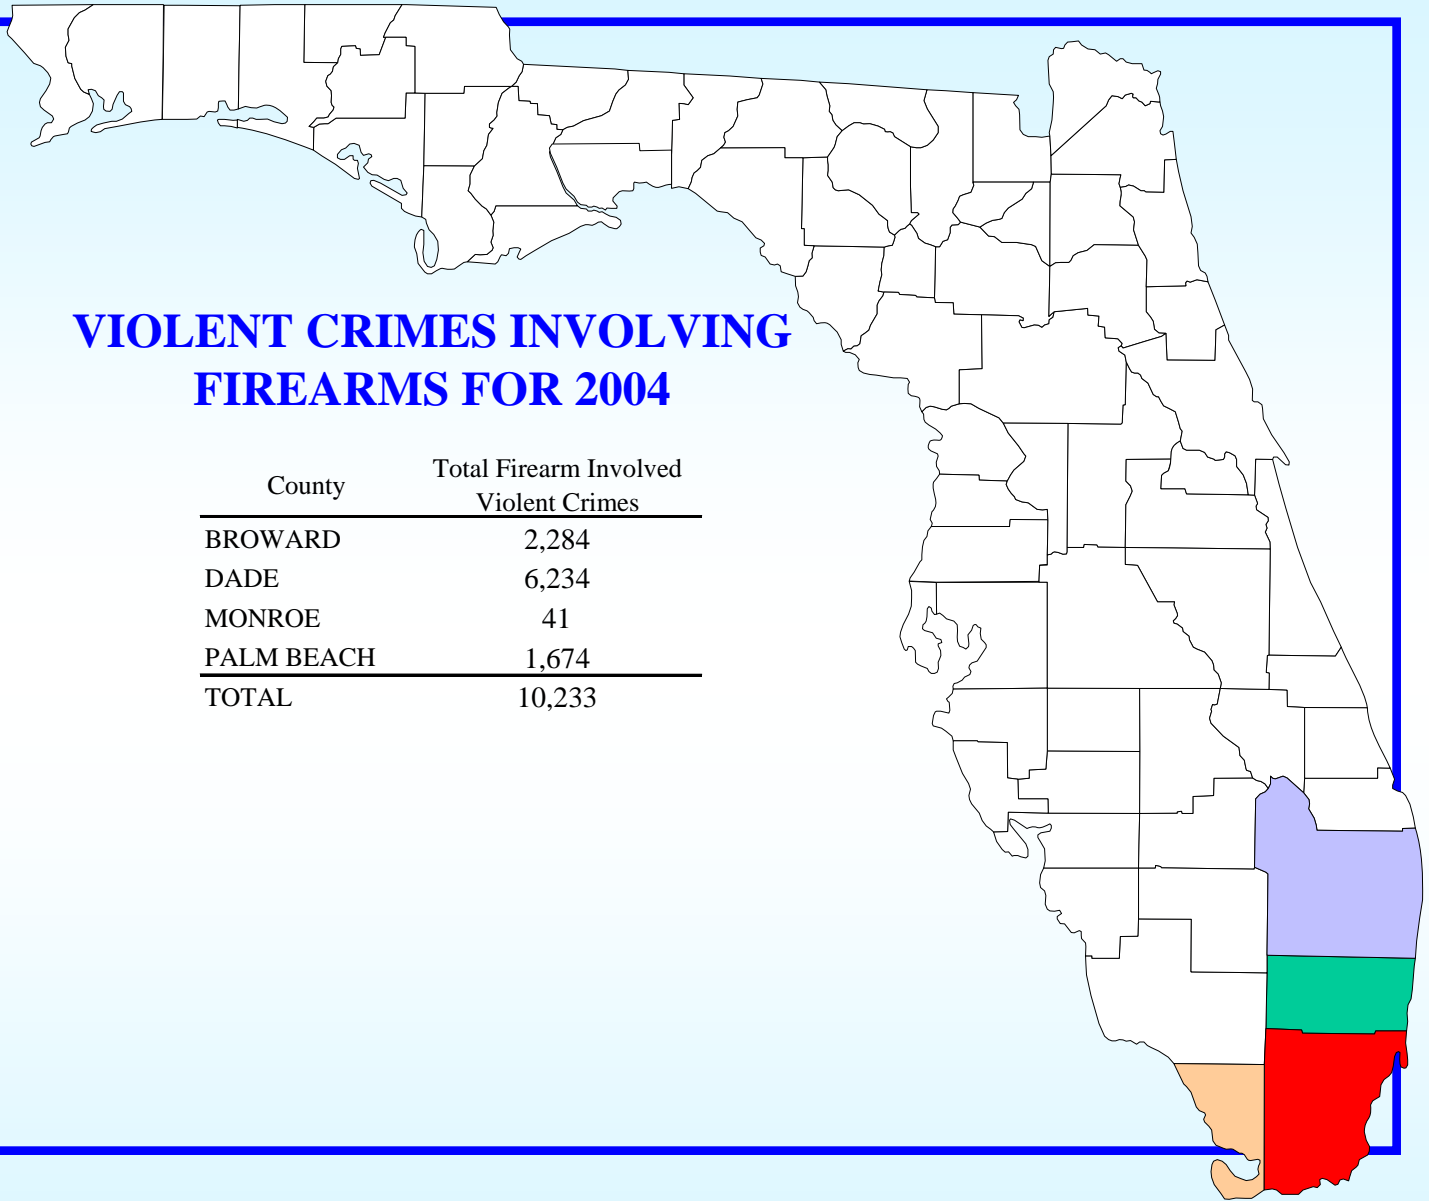 VIOLENT CRIMES INVOLVING
FIREARMS FOR 2004
County Total Firearm Involved
Violent Crimes
BROWARD 2,284
DADE 6,234
MONROE 41
PALM BEACH 1,674
TOTAL 10,233